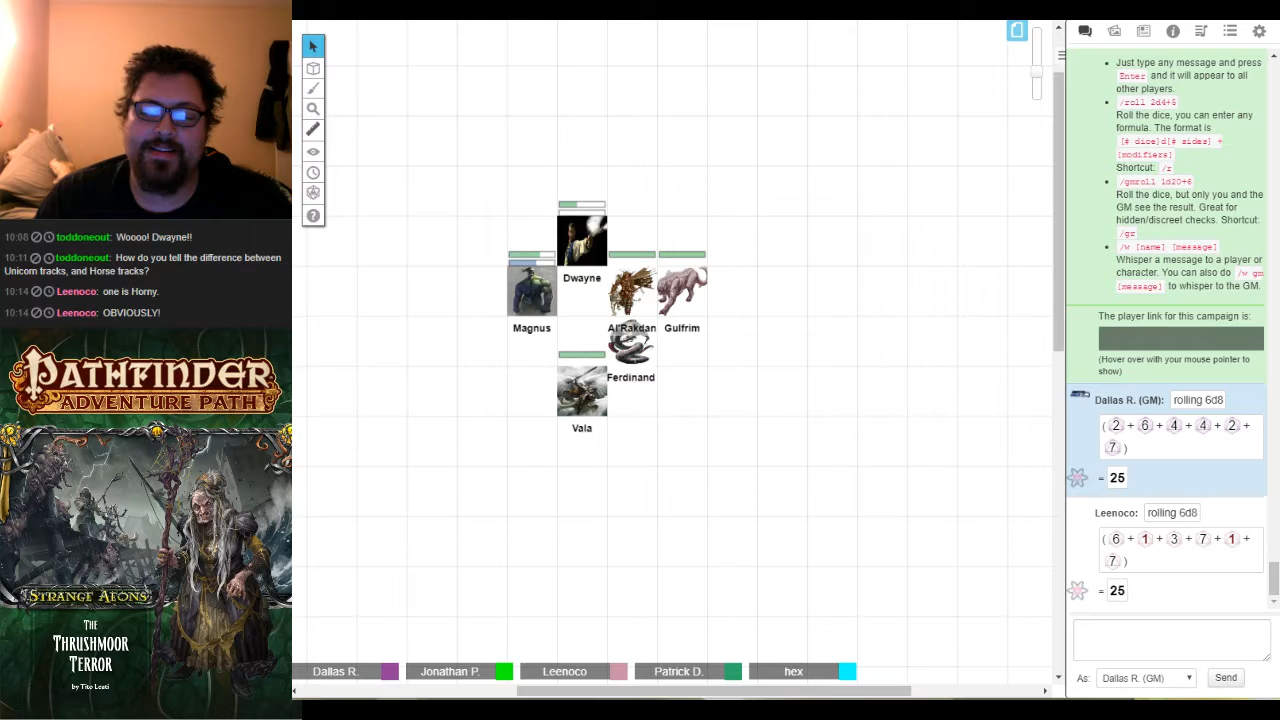 10:08 toddoneout: Woooo! Dwayne!!
10:11 toddoneout: How do you tell the difference between
Unicorn tracks, and Horse tracks?
10:14 Leenoco: one is Horny.
10:14 Leenoco: OBVIOUSLY!
PATHFINDER
ADVENTURE PATH
STRANGE AEONS
THE
THRUSHMOOR
TERROR
by Tito Leati
Dwayne
Magnus
Al'Rakdan
Gulfrim
Ferdinand
Vala
Dallas R.
Jonathan P.
Leenoco
Patrick D.
hex
Just type any message and press
Enter and it will appear to all
other players.
/roll 2d4+5
Roll the dice, you can enter any
formula. The format is
[# dice]d[# sides] +
[modifiers]
Shortcut: /r
/gmroll 1d20+6
Roll the dice, but only you and the
GM see the result. Great for
hidden/discreet checks. Shortcut:
/gr
/w [name] [message]
Whisper a message to a player or
character. You can also do /w gm
[message] to whisper to the GM.
The player link for this campaign is:
(Hover over with your mouse pointer to
show)
Dallas R. (GM): rolling 6d8
(2+6+4+4+2+
7)
= 25
Leenoco: rolling 6d8
(6+1+3+7+1+
7)
= 25
As: Dallas R. (GM) Send